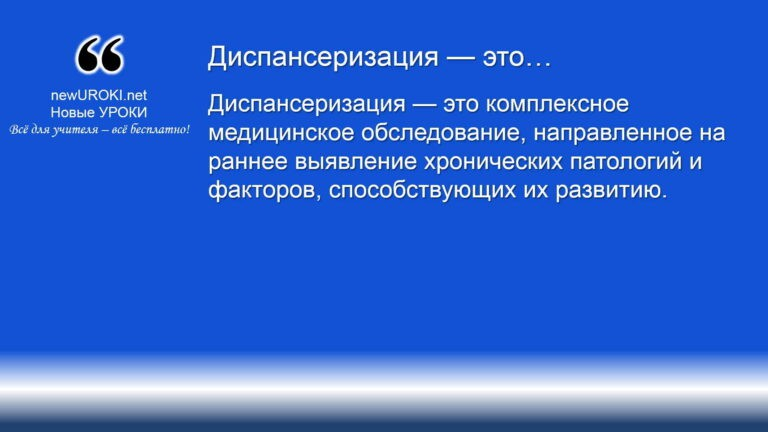 newUROKI.net
Новые УРОКИ
Всё для учителя – всё бесплатно!
Диспансеризация — это…
Диспансеризация — это комплексное
медицинское обследование, направленное на
раннее выявление хронических патологий и
факторов, способствующих их развитию.